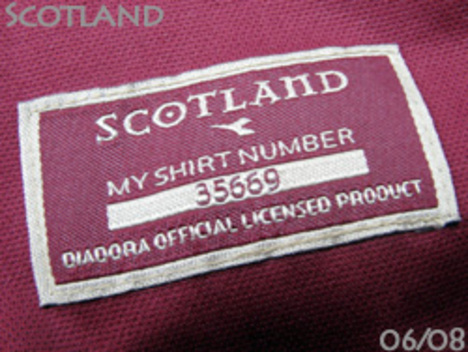 SCOTLAND
SCOTLAND
MY SHIRT NUMBER
35669
DIADORA OFFICIAL LICENSED PRODUCT
06/08